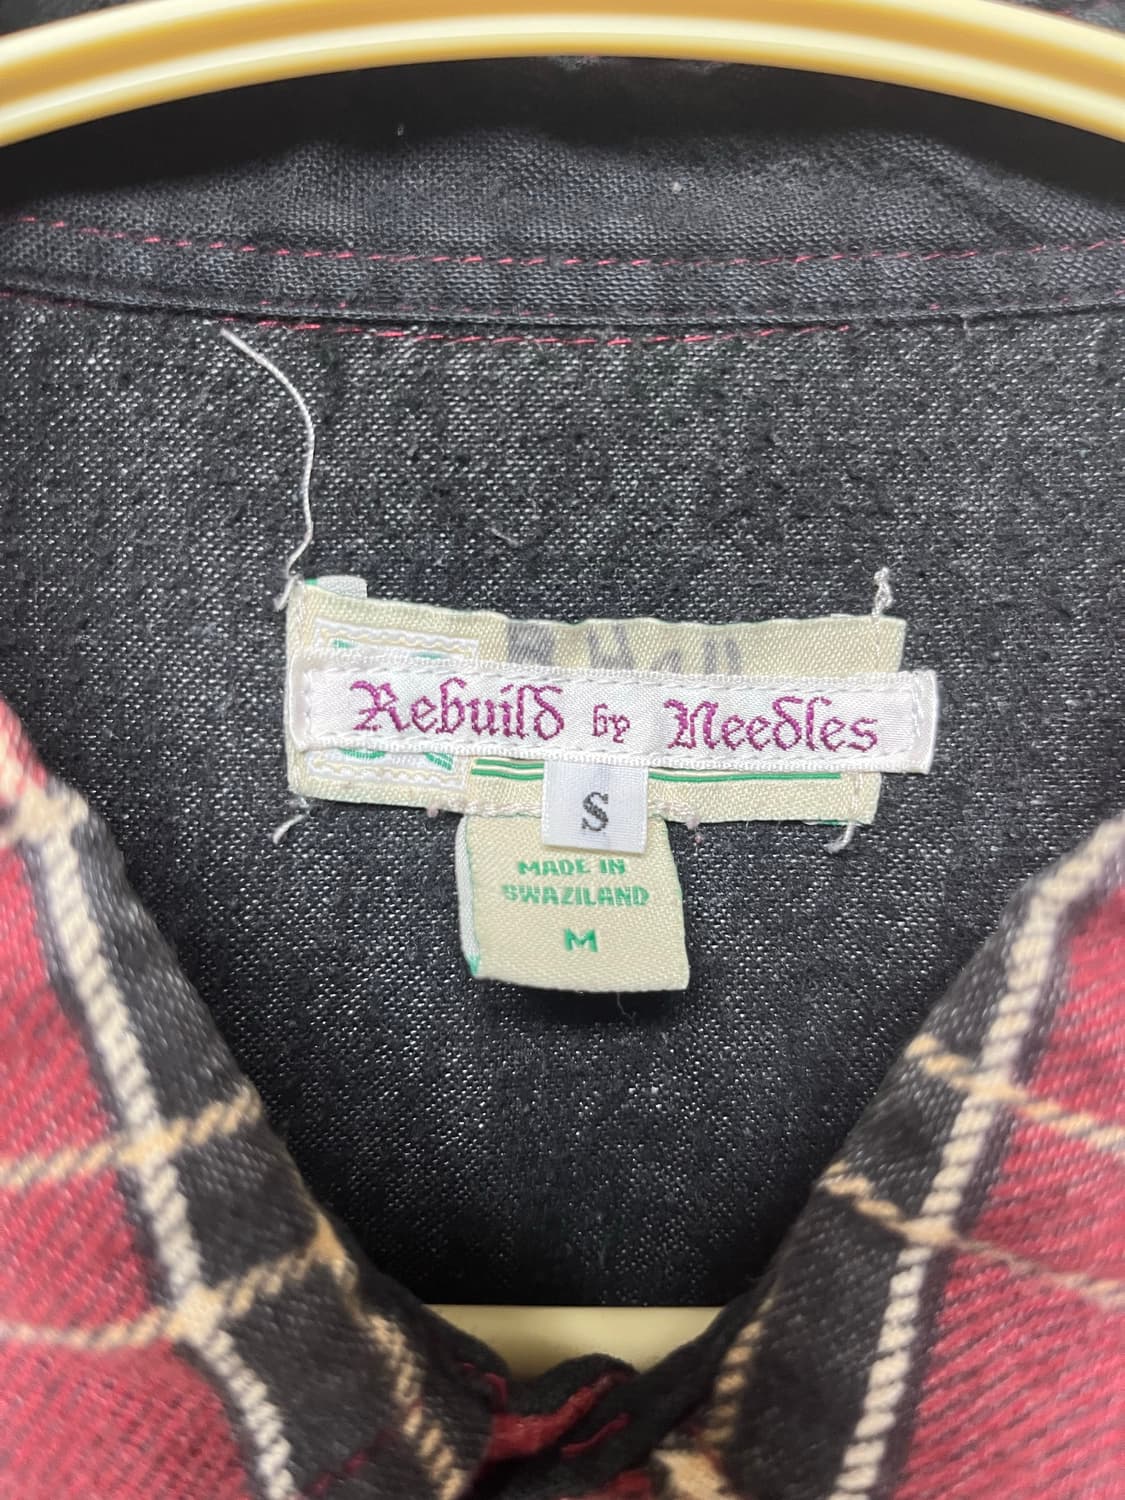 Rebuild by Needles
S
MADE IN
SWAZILAND
M